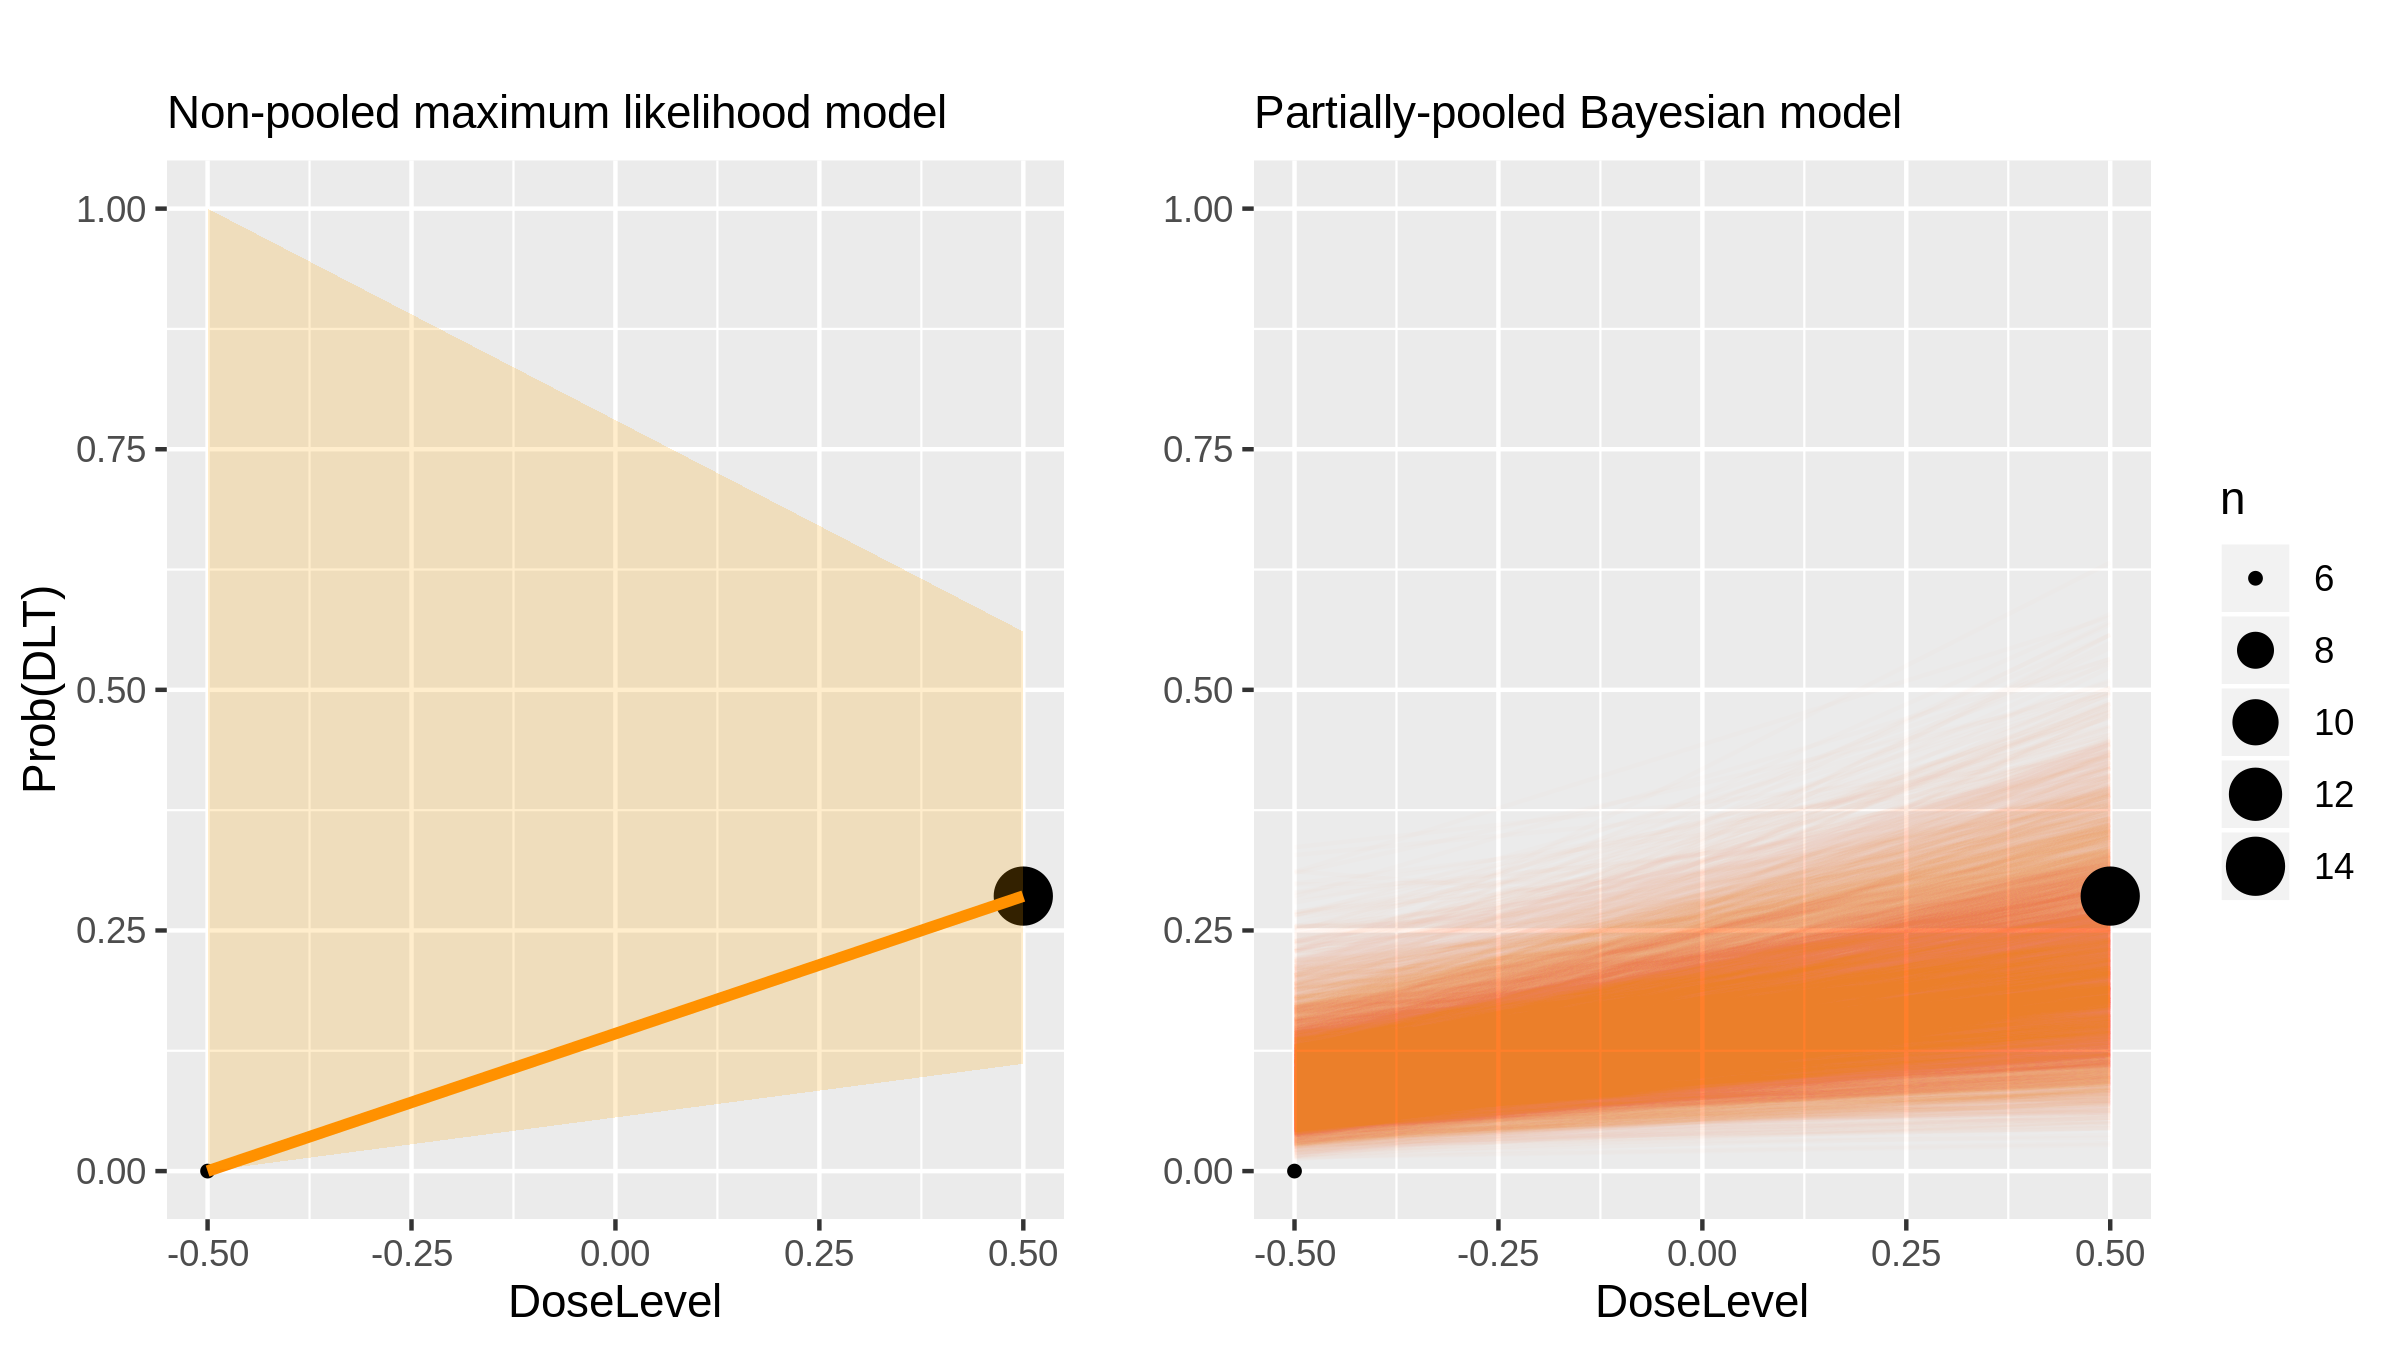 Non-pooled maximum likelihood model
Prob(DLT)
1.00
0.75
0.50
0.25
0.00
-0.50 -0.25 0.00 0.25 0.50
DoseLevel
Partially-pooled Bayesian model
1.00
0.75
0.50
0.25
0.00
-0.50 -0.25 0.00 0.25 0.50
DoseLevel
n
6
8
10
12
14